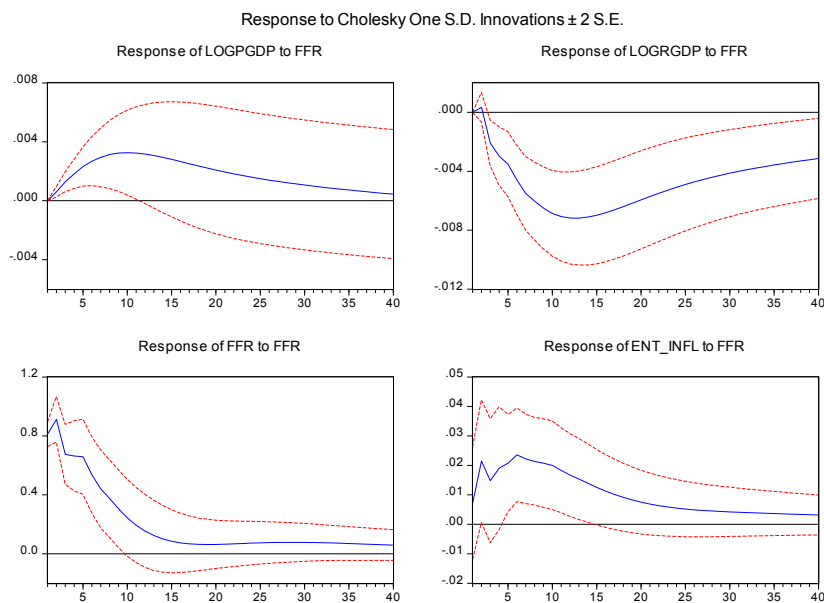 Response to Cholesky One S.D. Innovations ± 2 S.E.
Response of LOGPGDP to FFR
.008
.004
.000
-.004
5 10 15 20 25 30 35 40
Response of LOGRGDP to FFR
.000
-.004
-.008
-.012
5 10 15 20 25 30 35 40
Response of FFR to FFR
1.2
0.8
0.4
0.0
5 10 15 20 25 30 35 40
Response of ENT_INFL to FFR
.05
.04
.03
.02
.01
.00
-.01
-.02
5 10 15 20 25 30 35 40